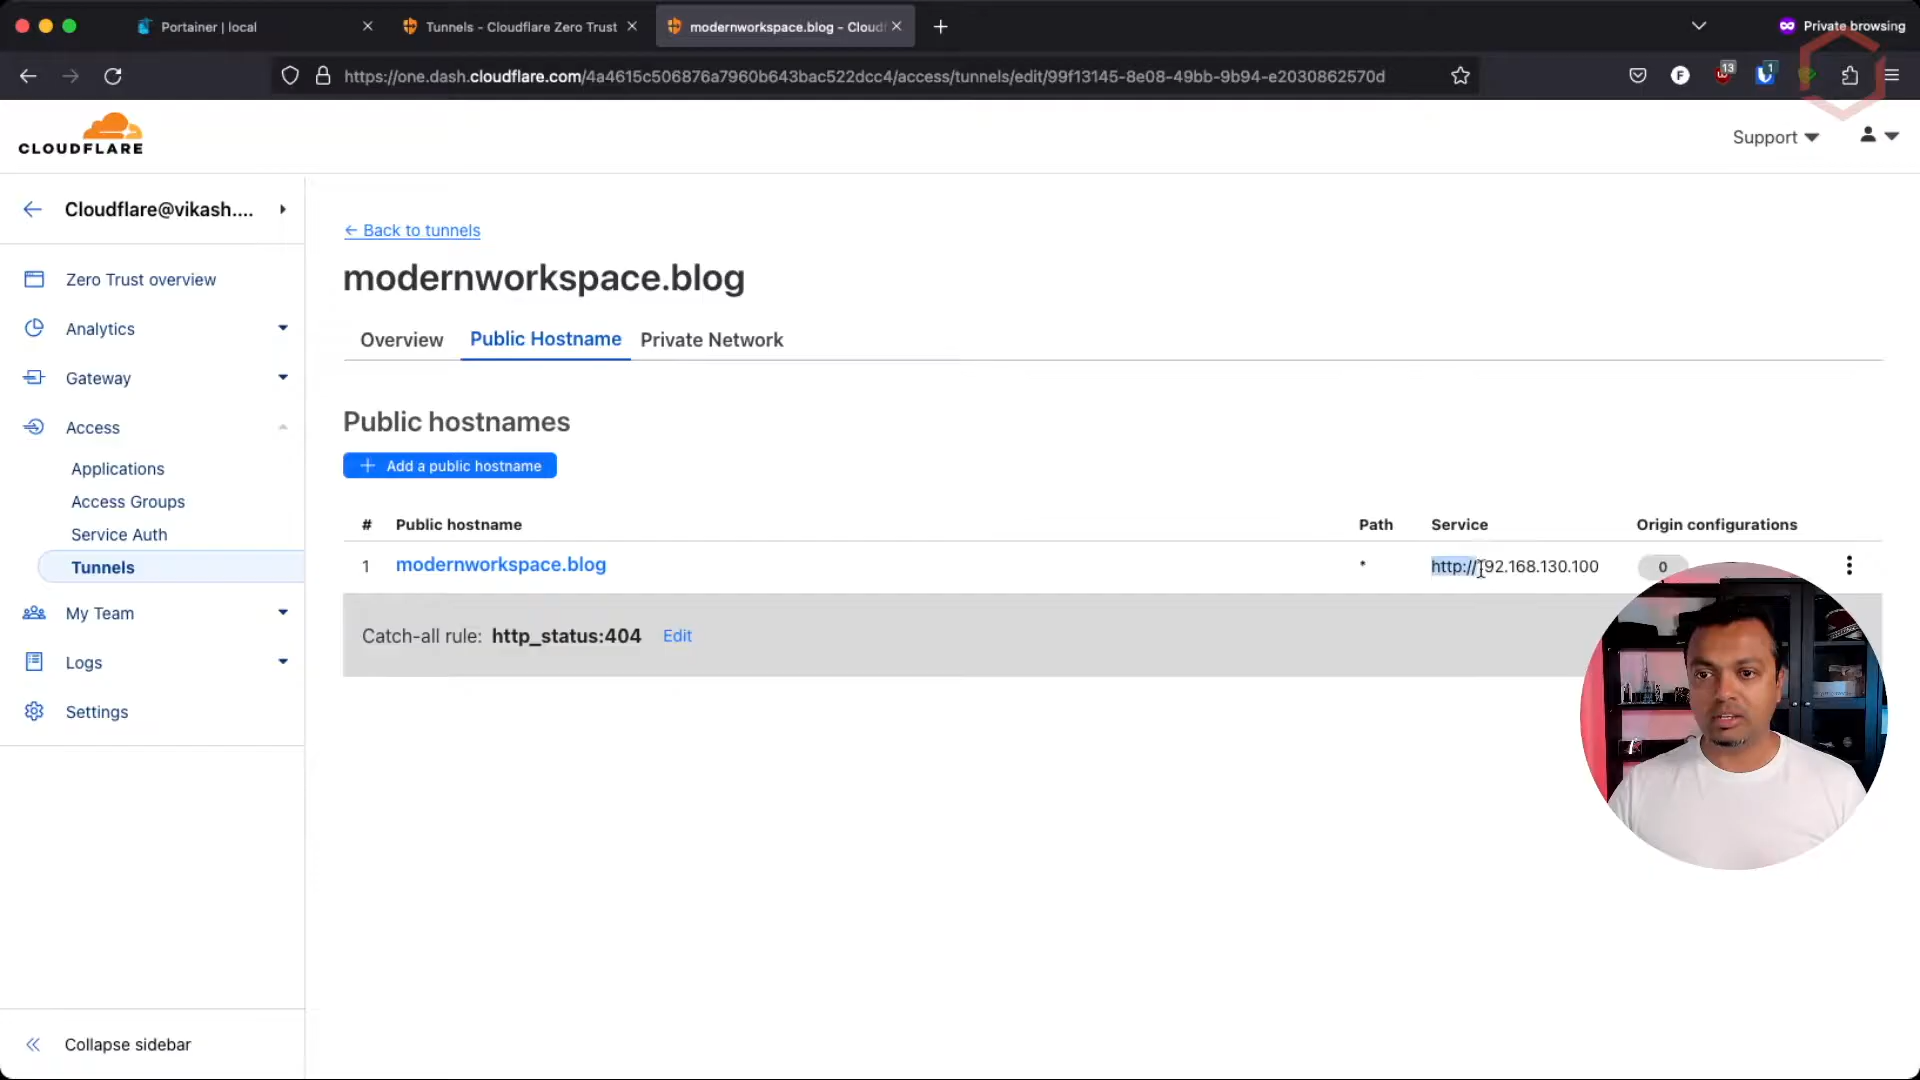 Portainer | local
Tunnels - Cloudflare Zero Trust
modernworkspace.blog - Cloudf
Private browsing
https://one.dash.cloudflare.com/4a4615c506876a7960b643bac522dcc4/access/tunnels/edit/99f13145-8e08-49bb-9b94-e2030862570d
F
13
1
CLOUDFLARE
Support
Cloudflare@vikash....
Zero Trust overview
Analytics
Gateway
Access
Applications
Access Groups
Service Auth
Tunnels
My Team
Logs
Settings
Collapse sidebar
← Back to tunnels
modernworkspace.blog
Overview
Public Hostname
Private Network
Public hostnames
+ Add a public hostname
# Public hostname Path Service Origin configurations
1 modernworkspace.blog * http://192.168.130.100 0
Catch-all rule: http_status:404 Edit